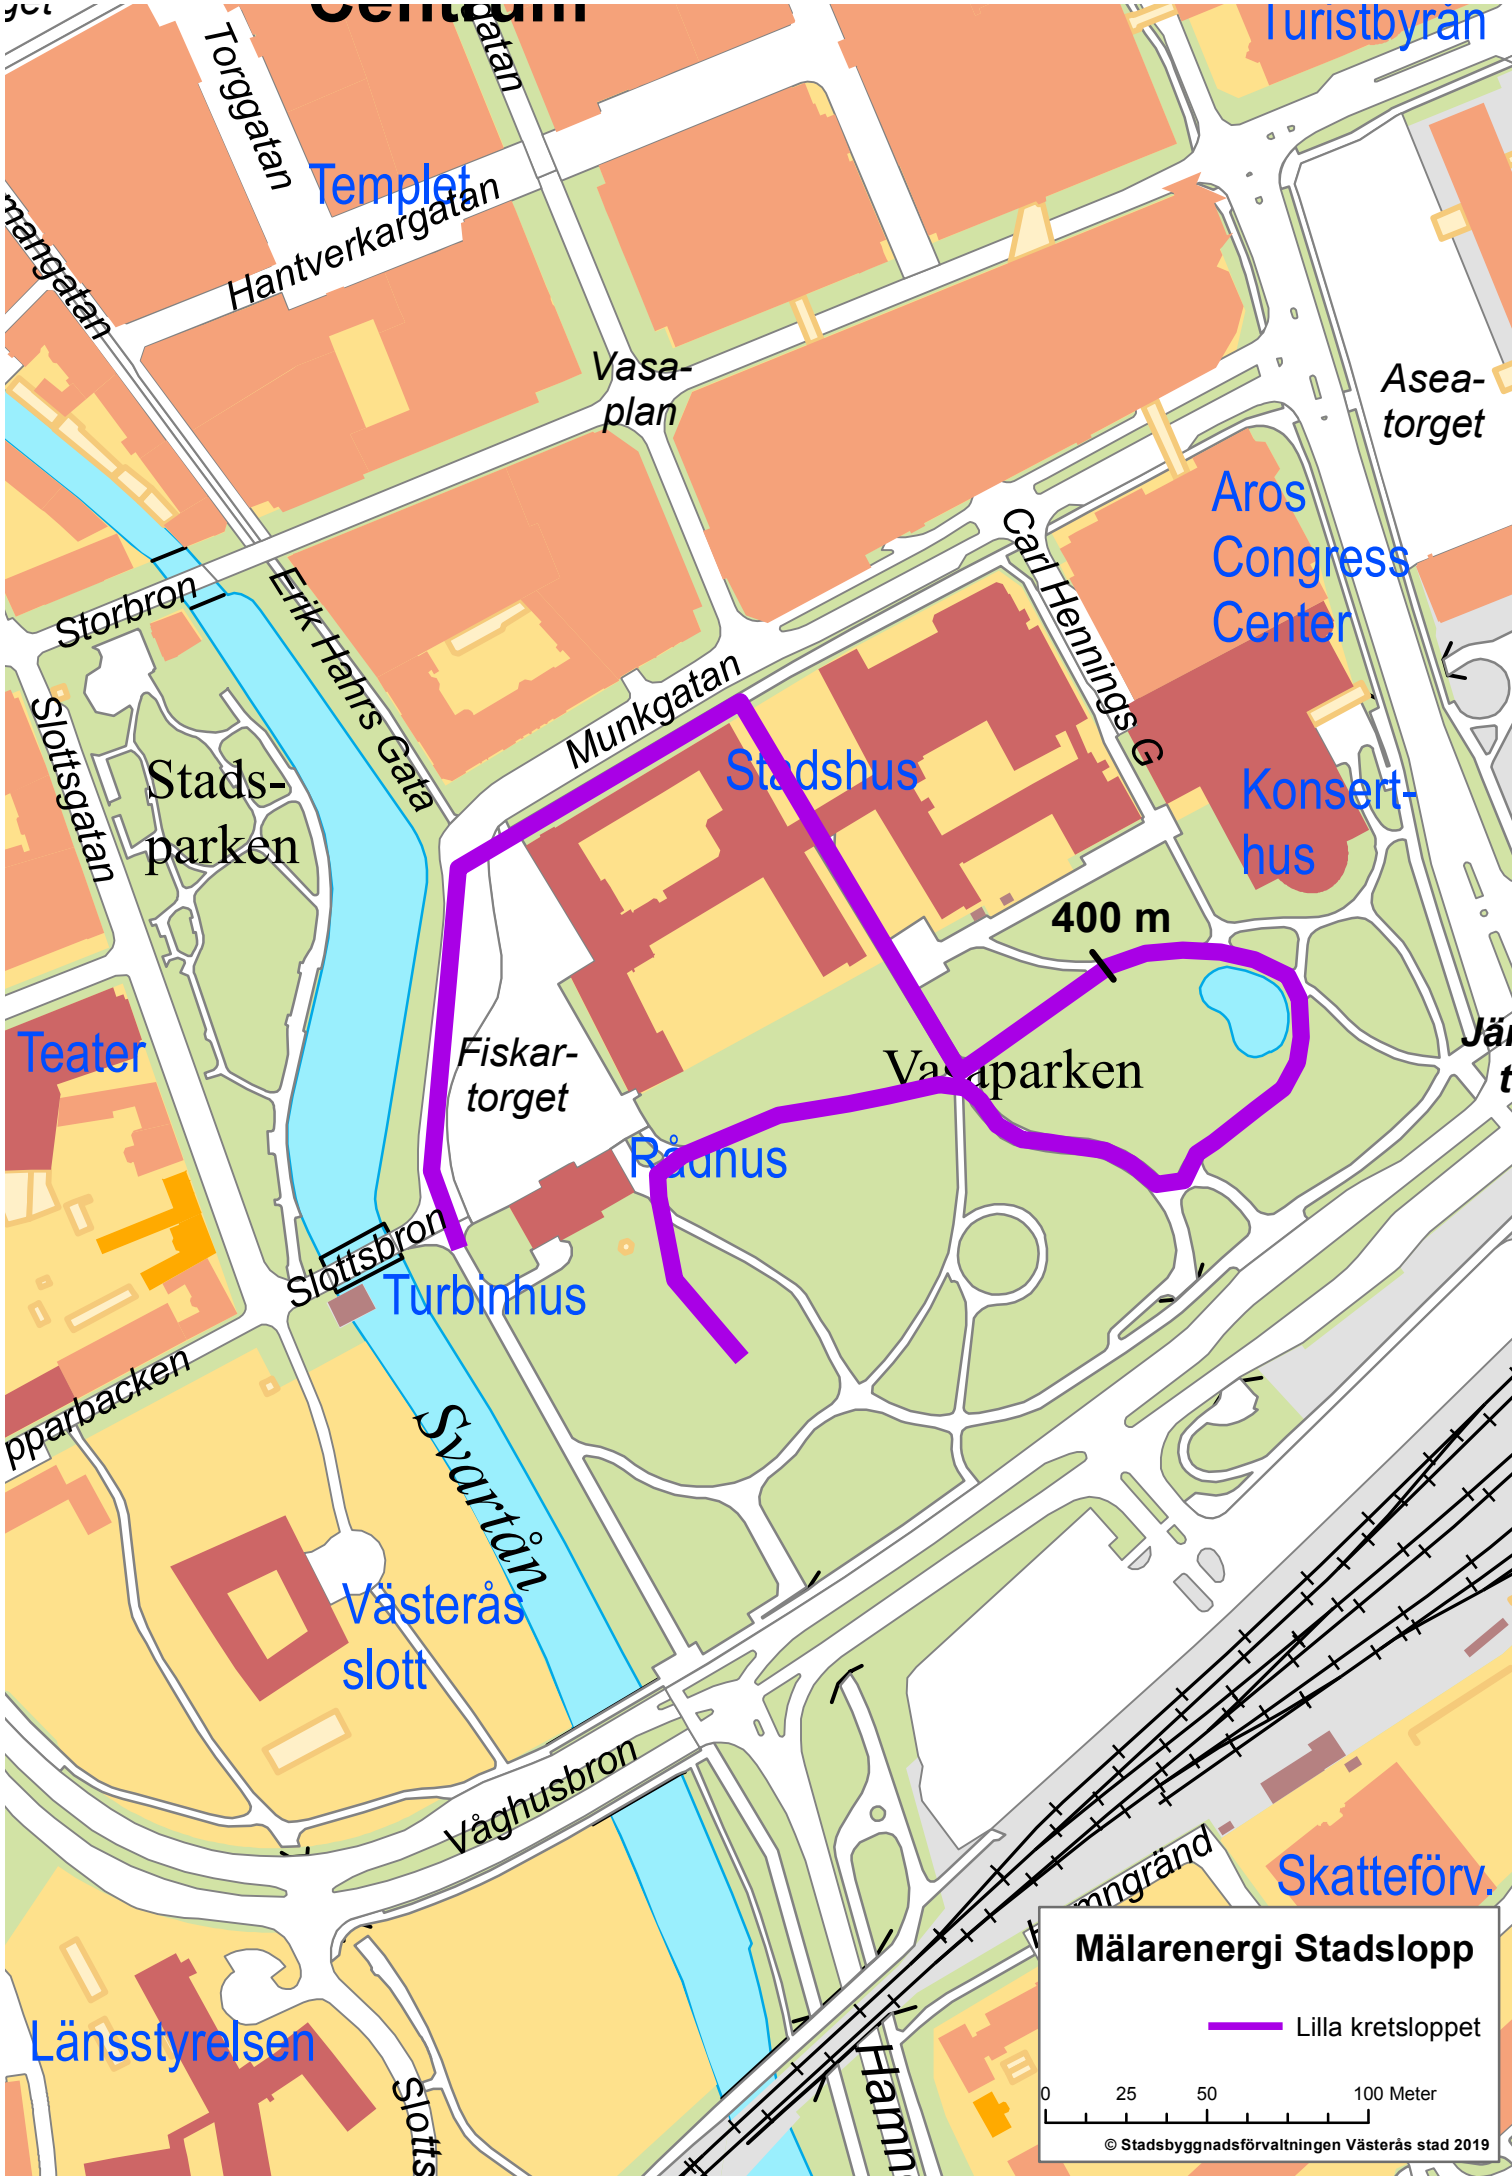 Centrum
Turistbyrån
Torggatan
Templet
Hantverkargatan
Vasa-
plan
Asea-
torget
Aros
Congress
Center
Carl Hennings G
Storbron
Erik Hahrs Gata
Munkgatan
Slottsgatan
Stads-
parken
Stadshus
Konsert-
hus
400 m
Teater
Fiskar-
torget
Vasaparken
Rådhus
Slottsbron
Turbinhus
Svartån
Västerås
slott
Våghusbron
Skatteförv.
Länsstyrelsen
Mälarenergi Stadslopp
Lilla kretsloppet
0 25 50 100 Meter
© Stadsbyggnadsförvaltningen Västerås stad 2019